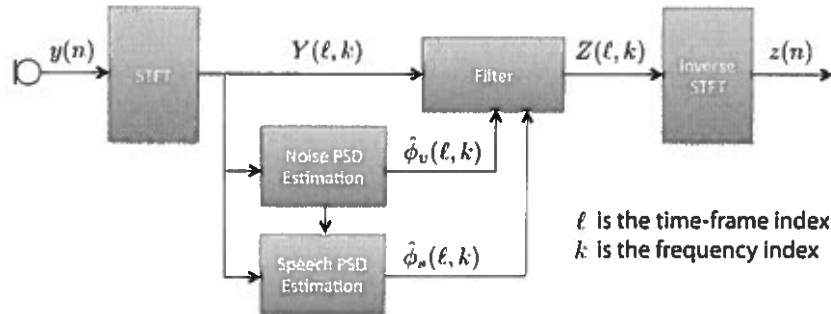 y(n)
STFT
Y(ℓ, k)
Filter
Z(ℓ, k)
Inverse
STFT
z(n)
Noise PSD
Estimation
ϕ̂ᵥ(ℓ, k)
Speech PSD
Estimation
ϕ̂ₛ(ℓ, k)
ℓ is the time-frame index
k is the frequency index